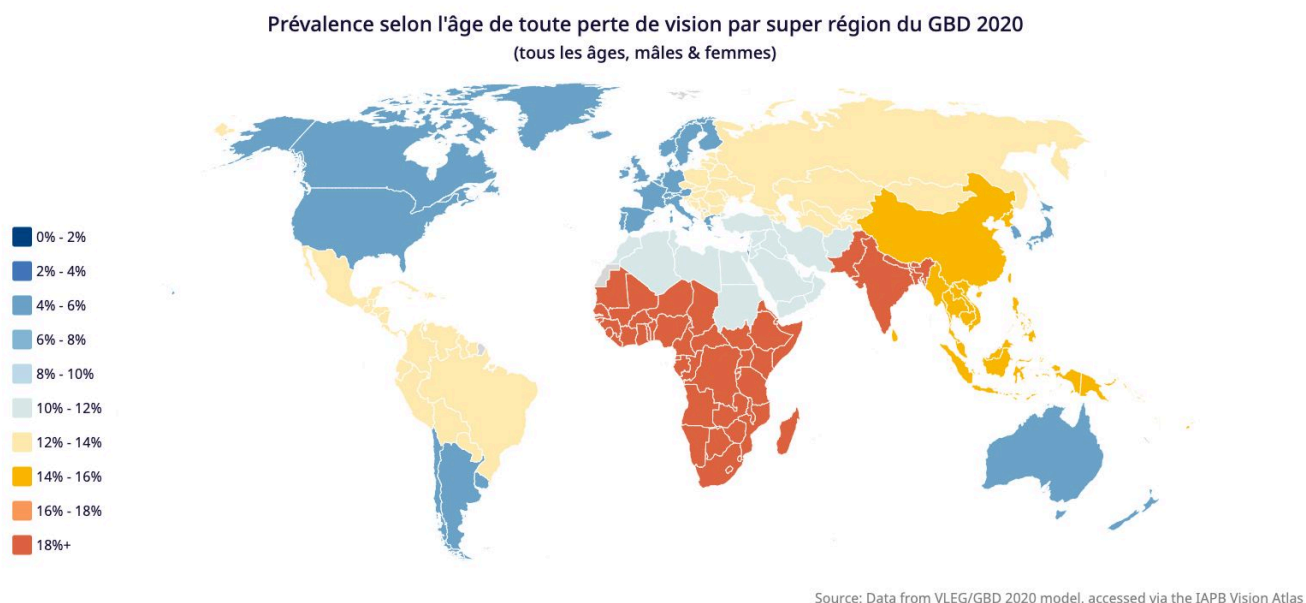 Prévalence selon l'âge de toute perte de vision par super région du GBD 2020
(tous les âges, mâles & femmes)
0% - 2%
2% - 4%
4% - 6%
6% - 8%
8% - 10%
10% - 12%
12% - 14%
14% - 16%
16% - 18%
18%+
Source: Data from VLEG/GBD 2020 model, accessed via the IAPB Vision Atlas